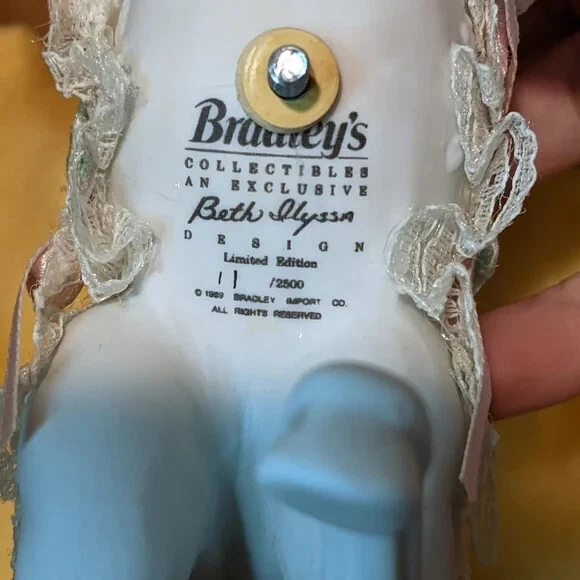 Bradley's
COLLECTIBLES
AN EXCLUSIVE
Beth Ilyssa
DESIGN
Limited Edition
11 /2500
© 1989 BRADLEY IMPORT CO.
ALL RIGHTS RESERVED